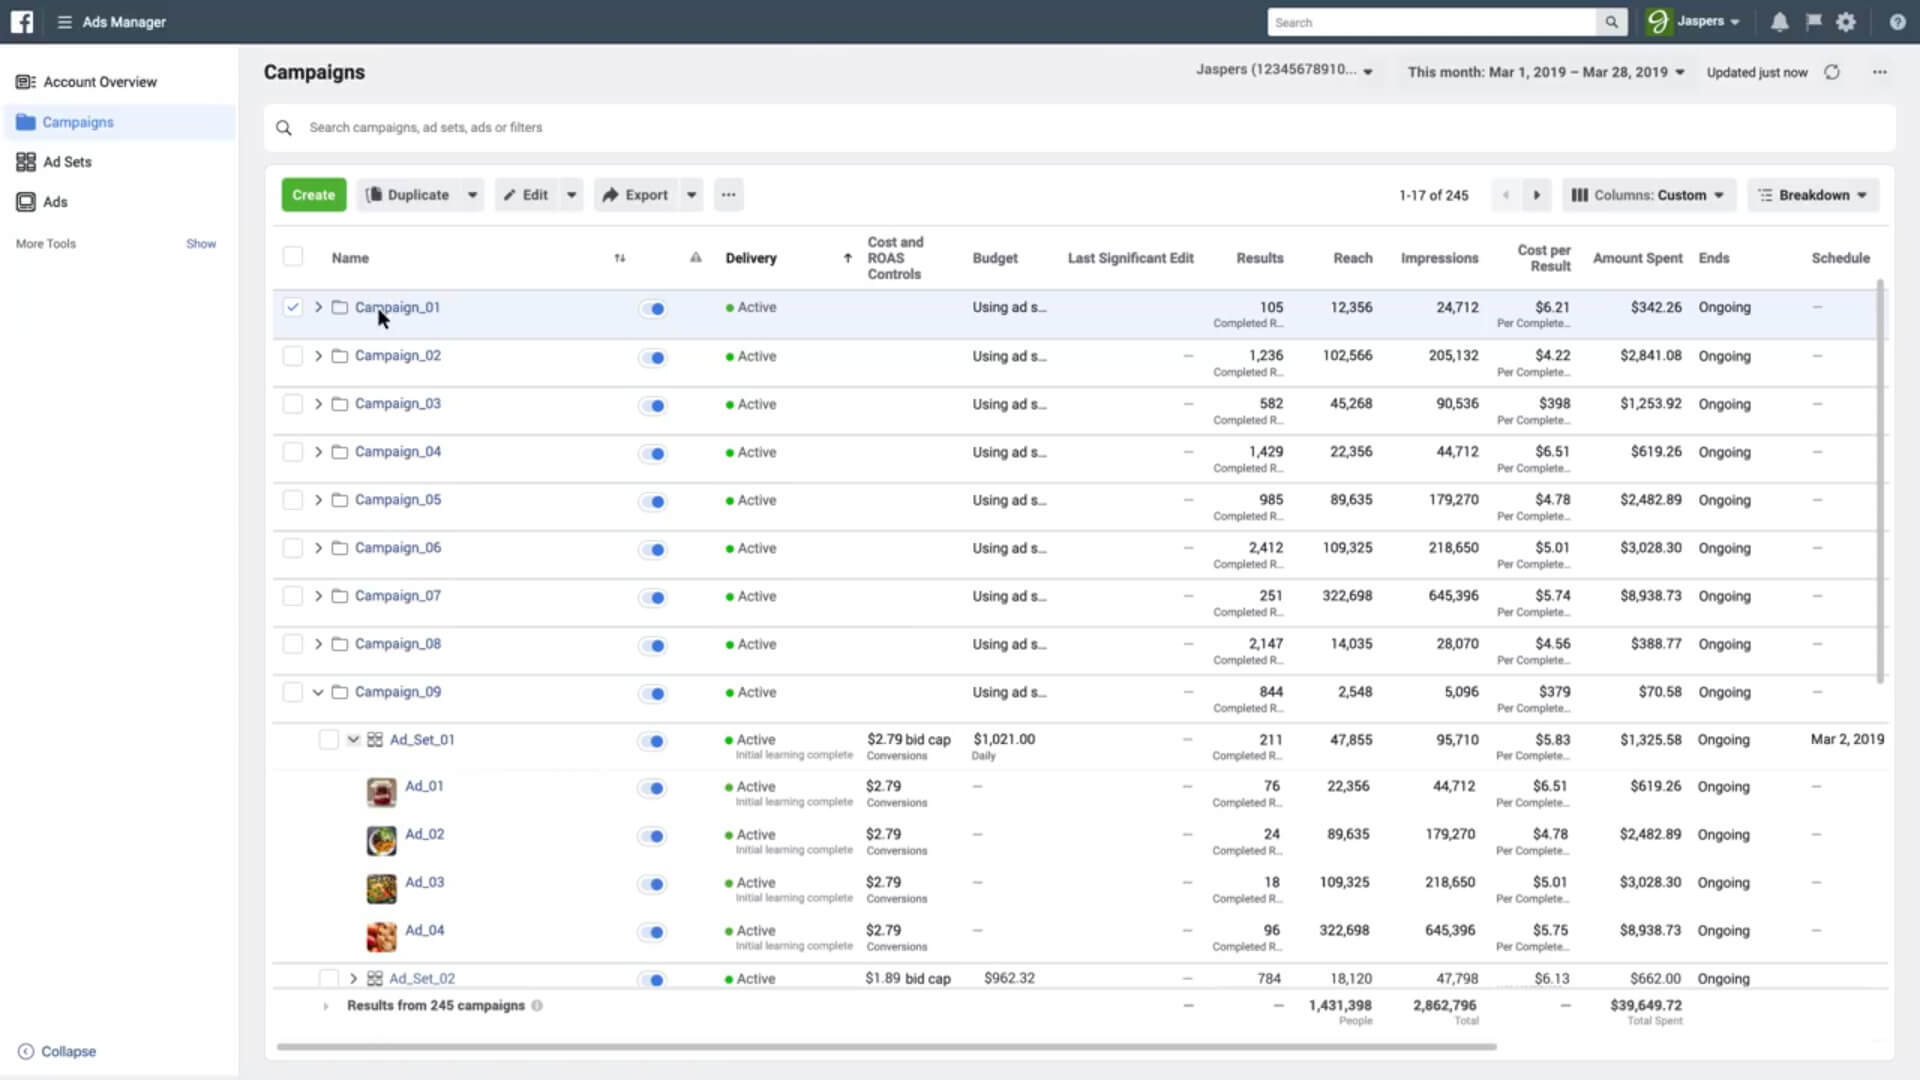 Ads Manager
Search
Jaspers
Account Overview
Campaigns
Ad Sets
Ads
More Tools Show
Collapse
Campaigns
Jaspers (12345678910...
This month: Mar 1, 2019 – Mar 28, 2019
Updated just now
Search campaigns, ad sets, ads or filters
Create Duplicate Edit Export 1-17 of 245 Columns: Custom Breakdown
Name Delivery Cost and ROAS Controls Budget Last Significant Edit Results Reach Impressions Cost per Result Amount Spent Ends Schedule
Campaign_01 Active Using ad s... 105 12,356 24,712 $6.21 $342.26 Ongoing —
Completed R... Per Complete...
Campaign_02 Active Using ad s... — 1,236 102,566 205,132 $4.22 $2,841.08 Ongoing —
Completed R... Per Complete...
Campaign_03 Active Using ad s... — 582 45,268 90,536 $398 $1,253.92 Ongoing —
Completed R... Per Complete...
Campaign_04 Active Using ad s... — 1,429 22,356 44,712 $6.51 $619.26 Ongoing —
Completed R... Per Complete...
Campaign_05 Active Using ad s... — 985 89,635 179,270 $4.78 $2,482.89 Ongoing —
Completed R... Per Complete...
Campaign_06 Active Using ad s... — 2,412 109,325 218,650 $5.01 $3,028.30 Ongoing —
Completed R... Per Complete...
Campaign_07 Active Using ad s... — 251 322,698 645,396 $5.74 $8,938.73 Ongoing —
Completed R... Per Complete...
Campaign_08 Active Using ad s... — 2,147 14,035 28,070 $4.56 $388.77 Ongoing —
Completed R... Per Complete...
Campaign_09 Active Using ad s... — 844 2,548 5,096 $379 $70.58 Ongoing —
Completed R... Per Complete...
Ad_Set_01 Active $2.79 bid cap $1,021.00 — 211 47,855 95,710 $5.83 $1,325.58 Ongoing Mar 2, 2019
Initial learning complete Conversions Daily Completed R... Per Complete...
Ad_01 Active $2.79 — — 76 22,356 44,712 $6.51 $619.26 Ongoing —
Initial learning complete Conversions Completed R... Per Complete...
Ad_02 Active $2.79 — — 24 89,635 179,270 $4.78 $2,482.89 Ongoing —
Initial learning complete Conversions Completed R... Per Complete...
Ad_03 Active $2.79 — — 18 109,325 218,650 $5.01 $3,028.30 Ongoing —
Initial learning complete Conversions Completed R... Per Complete...
Ad_04 Active $2.79 — — 96 322,698 645,396 $5.75 $8,938.73 Ongoing —
Initial learning complete Conversions Completed R... Per Complete...
Ad_Set_02 Active $1.89 bid cap $962.32 — 784 18,120 47,798 $6.13 $662.00 Ongoing
Results from 245 campaigns — — 1,431,398 2,862,796 — $39,649.72
People Total Total Spent